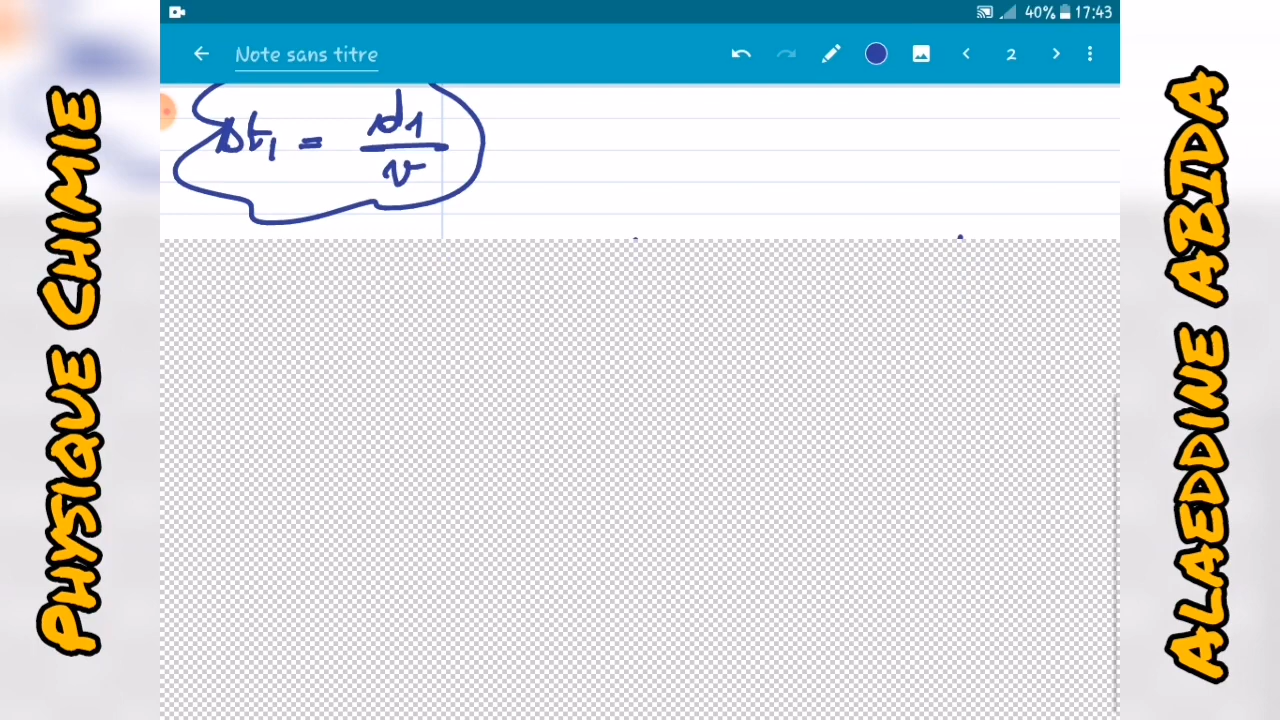 PHYSIQUE CHIMIE
40% 17:43
Note sans titre
2
Δt₁ = d₁/v
ALAEDDINE ABIDA